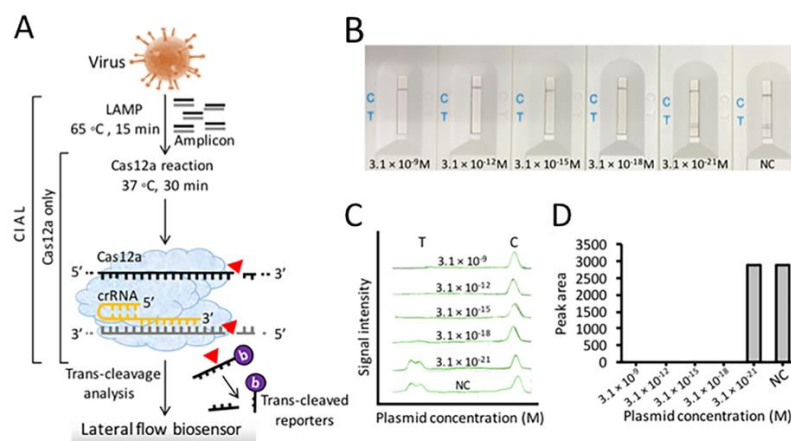 A
Virus
LAMP
65 °C , 15 min
Amplicon
Cas12a reaction
37 °C, 30 min
CIAL
Cas12a only
Cas12a
5’
3’
crRNA
5’
3’
3’
5’
b
b
Trans-cleavage
analysis
Trans-cleaved
reporters
Lateral flow biosensor
B
C
T
C
T
C
T
C
T
C
T
C
T
3.1 × 10⁻⁹M
3.1 × 10⁻¹²M
3.1 × 10⁻¹⁵M
3.1 × 10⁻¹⁸M
3.1 × 10⁻²¹M
NC
C
T
C
3.1 × 10⁻⁹
3.1 × 10⁻¹²
3.1 × 10⁻¹⁵
3.1 × 10⁻¹⁸
3.1 × 10⁻²¹
NC
Signal intensity
Plasmid concentration (M)
D
Peak area
3500
3000
2500
2000
1500
1000
500
0
3.1 × 10⁻⁹
3.1 × 10⁻¹²
3.1 × 10⁻¹⁵
3.1 × 10⁻¹⁸
3.1 × 10⁻²¹
NC
Plasmid concentration (M)